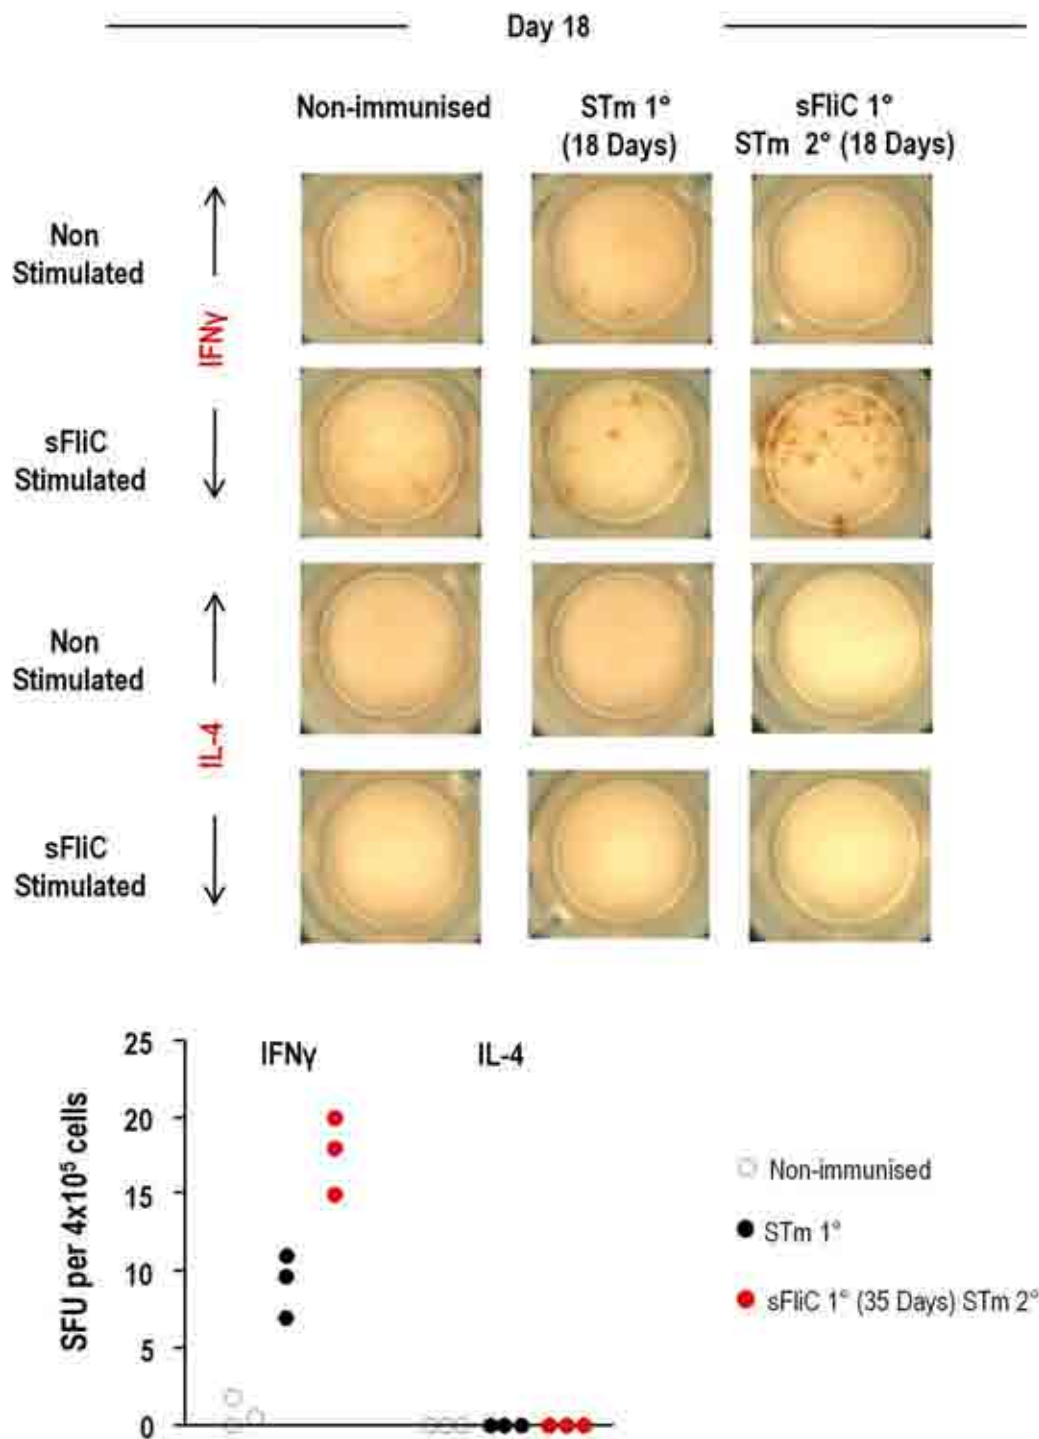 Day 18
Non-immunised
STm 1°
(18 Days)
sFliC 1°
STm 2° (18 Days)
Non
Stimulated
IFNγ
sFliC
Stimulated
Non
Stimulated
IL-4
sFliC
Stimulated
SFU per 4x10⁵ cells
25
20
15
10
5
0
IFNγ
IL-4
Non-immunised
STm 1°
sFliC 1° (35 Days) STm 2°